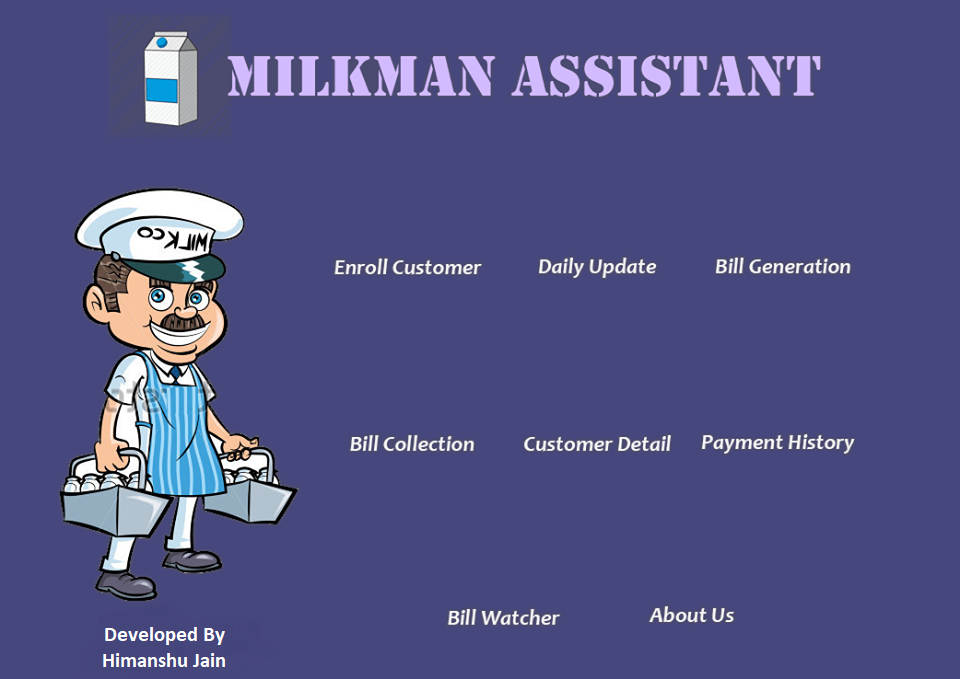 MILKMAN ASSISTANT
MILKCO
Enroll Customer
Daily Update
Bill Generation
Bill Collection
Customer Detail
Payment History
Bill Watcher
About Us
Developed By
Himanshu Jain